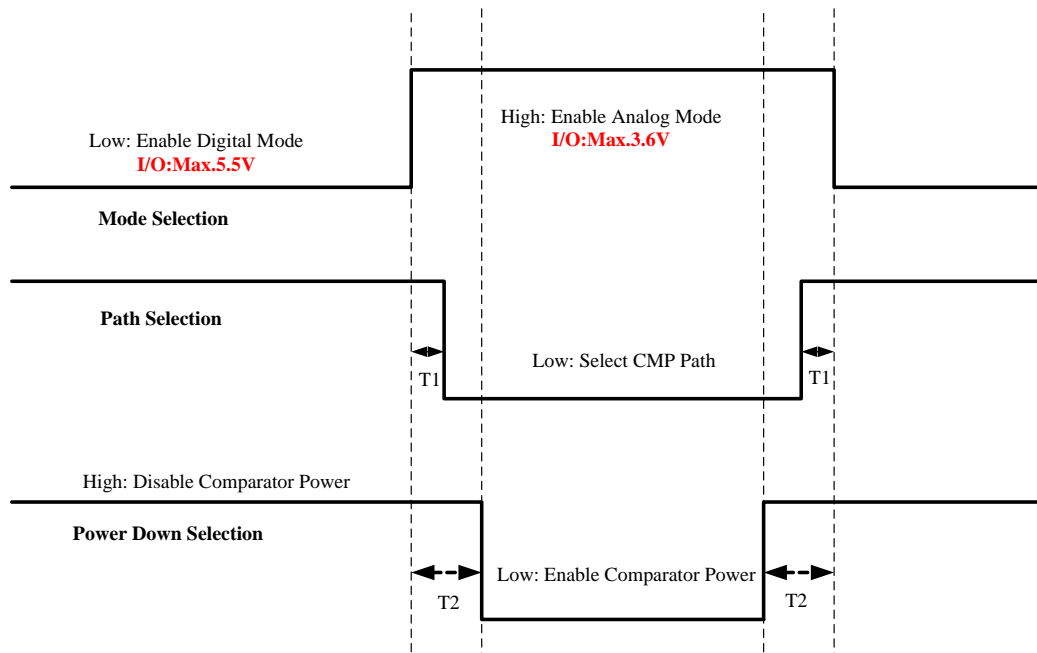 Low: Enable Digital Mode
I/O:Max.5.5V
High: Enable Analog Mode
I/O:Max.3.6V
Mode Selection
Path Selection
T1
Low: Select CMP Path
T1
High: Disable Comparator Power
Power Down Selection
T2
Low: Enable Comparator Power
T2